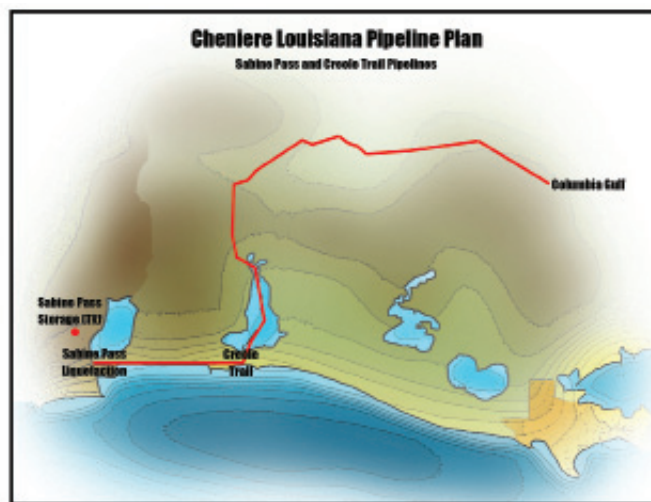 Cheniere Louisiana Pipeline Plan
Sabine Pass and Creole Trail Pipelines
Columbia Gulf
Sabine Pass
Storage (TX)
Sabine Pass
Liquefaction
Creole
Trail